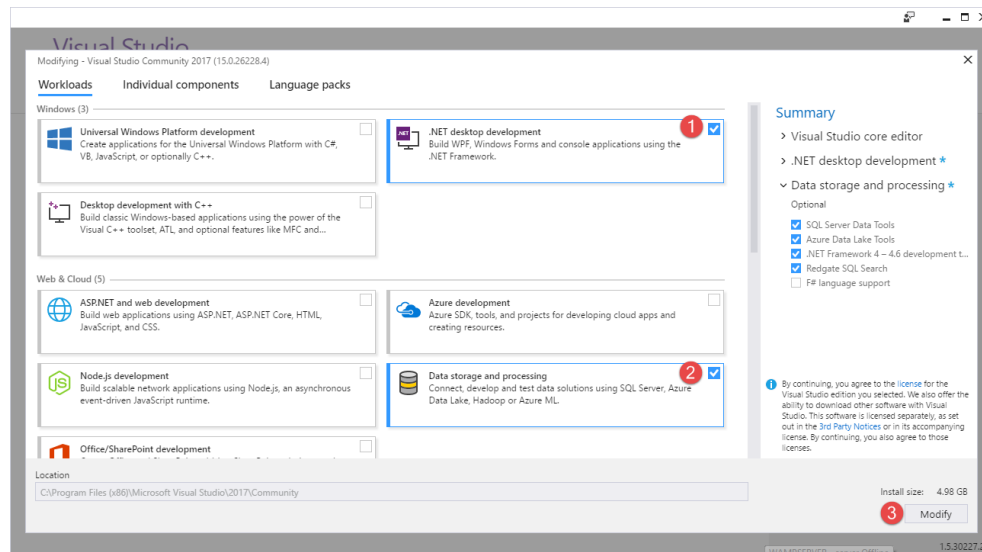 Visual Studio
Modifying - Visual Studio Community 2017 (15.0.26228.4)
Workloads
Individual components
Language packs
Windows (3)
Universal Windows Platform development
Create applications for the Universal Windows Platform with C#,
VB, JavaScript, or optionally C++.
.NET
.NET desktop development
Build WPF, Windows Forms and console applications using the
.NET Framework.
1
Desktop development with C++
Build classic Windows-based applications using the power of the
Visual C++ toolset, ATL, and optional features like MFC and...
Web & Cloud (5)
ASP.NET and web development
Build web applications using ASP.NET, ASP.NET Core, HTML,
JavaScript, and CSS.
Azure development
Azure SDK, tools, and projects for developing cloud apps and
creating resources.
JS
Node.js development
Build scalable network applications using Node.js, an asynchronous
event-driven JavaScript runtime.
Data storage and processing
Connect, develop and test data solutions using SQL Server, Azure
Data Lake, Hadoop or Azure ML.
2
Office/SharePoint development
Summary
Visual Studio core editor
.NET desktop development *
Data storage and processing *
Optional
SQL Server Data Tools
Azure Data Lake Tools
.NET Framework 4 – 4.6 development t...
Redgate SQL Search
F# language support
By continuing, you agree to the license for the
Visual Studio edition you selected. We also offer the
ability to download other software with Visual
Studio. This software is licensed separately, as set
out in the 3rd Party Notices or in its accompanying
license. By continuing, you also agree to those
licenses.
Location
C:\Program Files (x86)\Microsoft Visual Studio\2017\Community
Install size: 4.98 GB
3
Modify
1.5.30227.